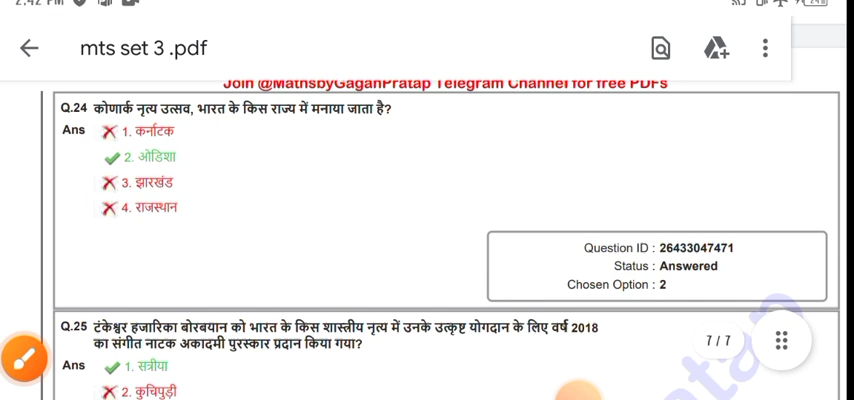 mts set 3 .pdf
Join @MathsbyGaganPratap Telegram Channel for free PDFs
Q.24 कोणार्क नृत्य उत्सव, भारत के किस राज्य में मनाया जाता है?
Ans 1. कर्नाटक
2. ओडिशा
3. झारखंड
4. राजस्थान
Question ID : 26433047471
Status : Answered
Chosen Option : 2
Q.25 टंकेश्वर हजारिका बोरबयान को भारत के किस शास्त्रीय नृत्य में उनके उत्कृष्ट योगदान के लिए वर्ष 2018
का संगीत नाटक अकादमी पुरस्कार प्रदान किया गया?
7 / 7
Ans 1. सत्रीया
2. कुचिपुड़ी